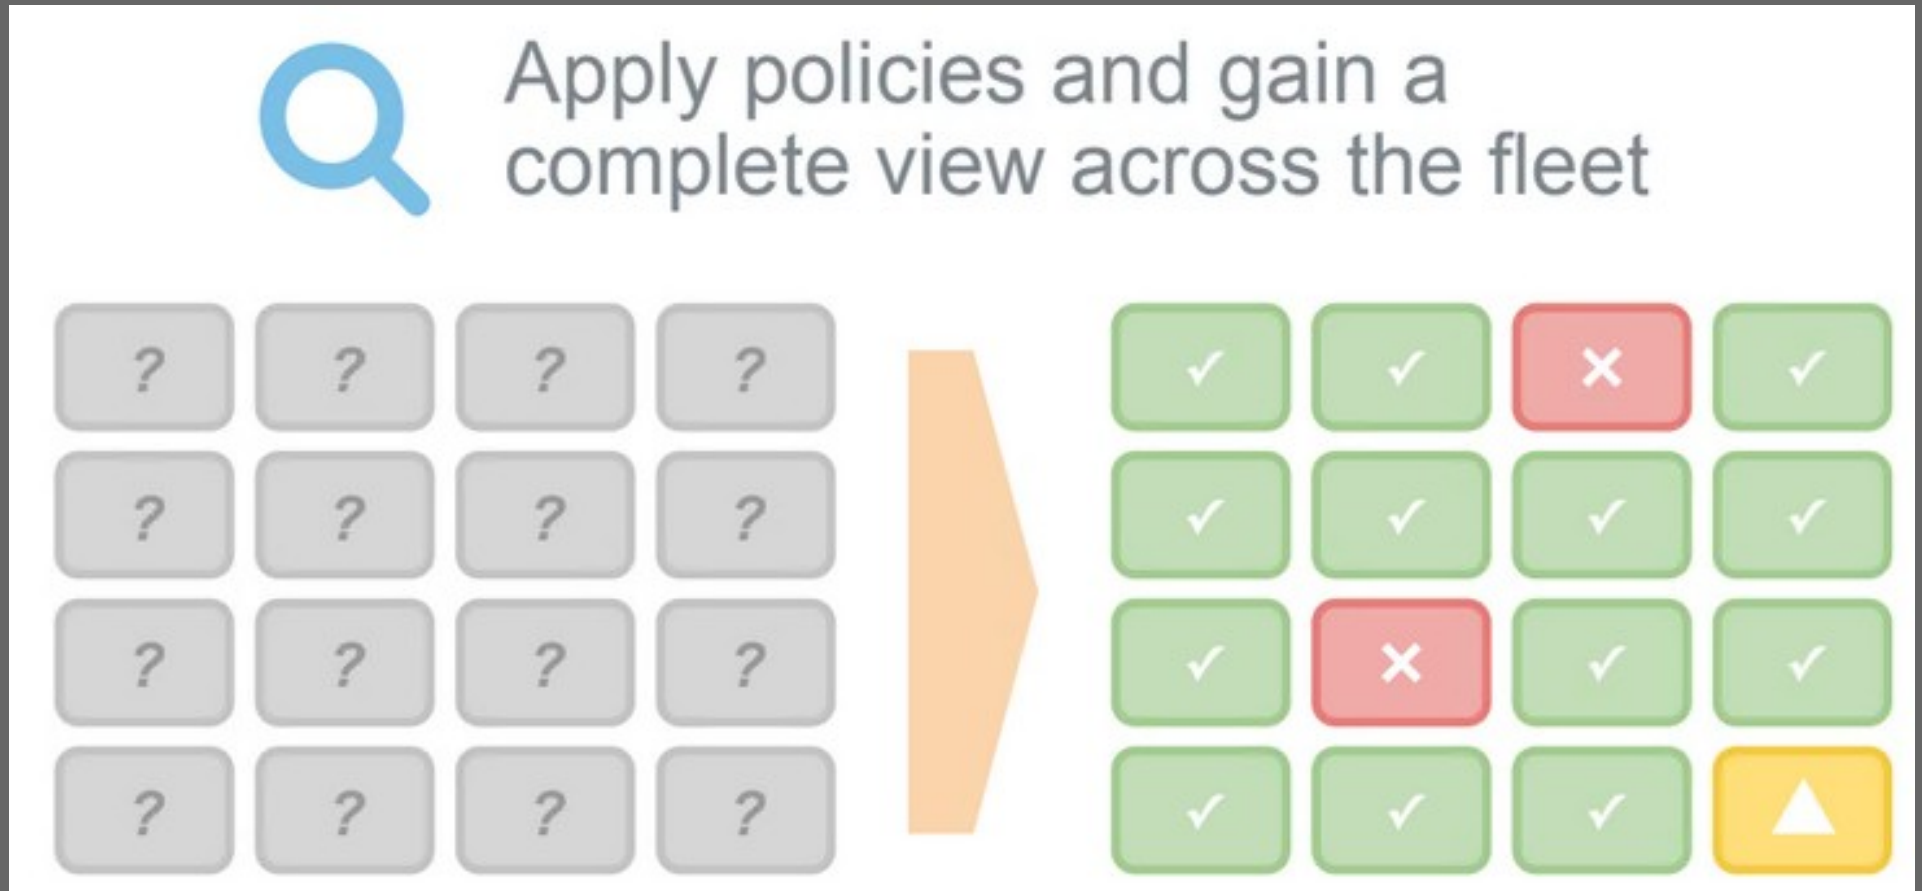 Apply policies and gain a
complete view across the fleet
? ? ? ? ✓ ✓ ✕ ✓
? ? ? ? ✓ ✓ ✓ ✓
? ? ? ? ✓ ✕ ✓ ✓
? ? ? ? ✓ ✓ ✓ ▲